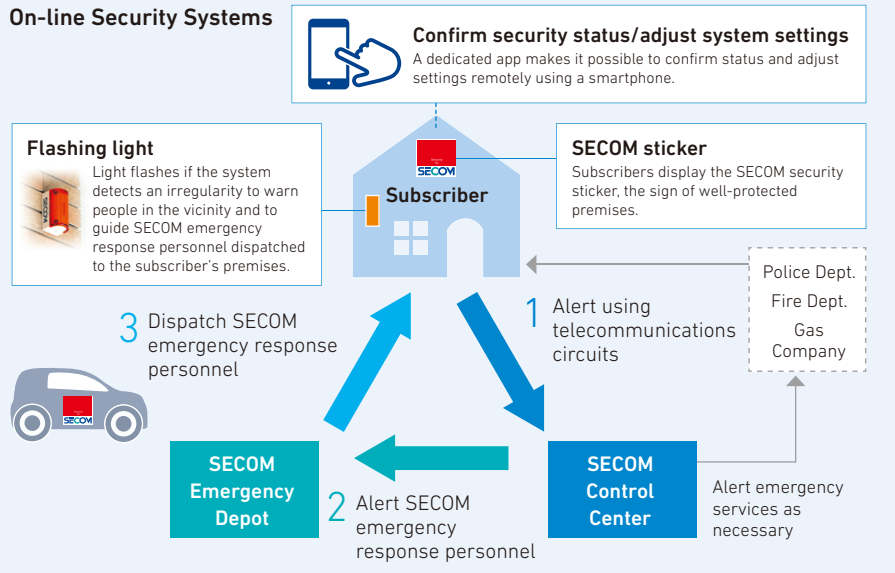 On-line Security Systems
Confirm security status/adjust system settings
A dedicated app makes it possible to confirm status and adjust
settings remotely using a smartphone.
Flashing light
Light flashes if the system
detects an irregularity to warn
people in the vicinity and to
guide SECOM emergency
response personnel dispatched
to the subscriber's premises.
SECOM
SECOM
Subscriber
SECOM sticker
Subscribers display the SECOM security
sticker, the sign of well-protected
premises.
Police Dept.
Fire Dept.
Gas
Company
1 Alert using
telecommunications
circuits
3 Dispatch SECOM
emergency response
personnel
SECOM
SECOM
Emergency
Depot
2 Alert SECOM
emergency
response personnel
SECOM
Control
Center
Alert emergency
services as
necessary